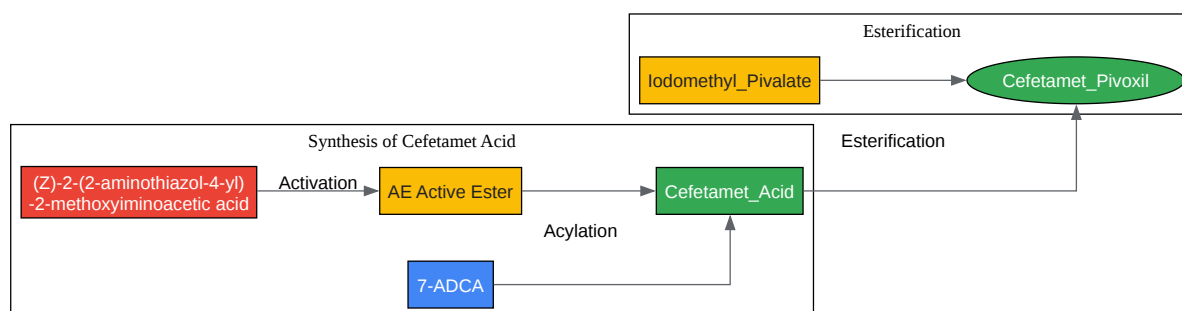 Esterification
Iodomethyl_Pivalate
Cefetamet_Pivoxil
Synthesis of Cefetamet Acid
Esterification
(Z)-2-(2-aminothiazol-4-yl)
-2-methoxyiminoacetic acid
Activation
AE Active Ester
Cefetamet_Acid
Acylation
7-ADCA